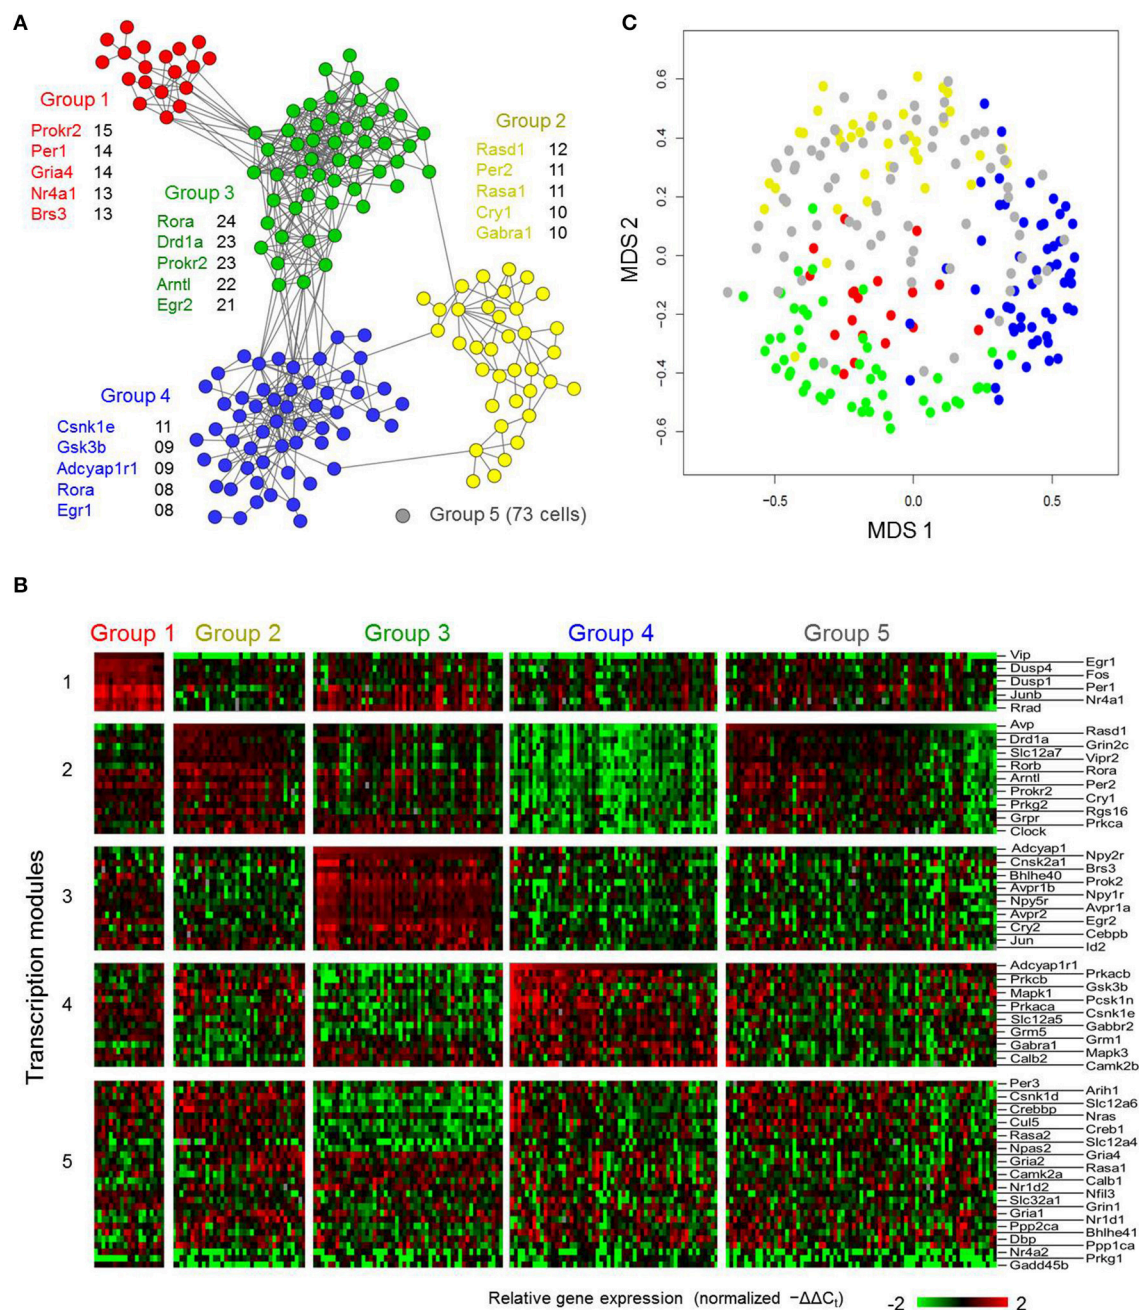 A
Group 1
Prokr2 15
Per1 14
Gria4 14
Nr4a1 13
Brs3 13
Group 2
Rasd1 12
Per2 11
Rasa1 11
Cry1 10
Gabra1 10
Group 3
Rora 24
Drd1a 23
Prokr2 23
Arntl 22
Egr2 21
Group 4
Csnk1e 11
Gsk3b 09
Adcyap1r1 09
Rora 08
Egr1 08
Group 5 (73 cells)
C
MDS 2
0.6
0.4
0.2
0.0
−0.2
−0.4
−0.6
−0.5
0.0
0.5
MDS 1
B
Group 1
Group 2
Group 3
Group 4
Group 5
Transcription modules
1
Vip
Egr1
Dusp4
Fos
Dusp1
Per1
Junb
Nr4a1
Rrad
2
Avp
Rasd1
Drd1a
Grin2c
Slc12a7
Vipr2
Rorb
Rora
Arntl
Per2
Prokr2
Cry1
Prkg2
Rgs16
Grpr
Prkca
Clock
3
Adcyap1
Npy2r
Cnsk2a1
Brs3
Bhlhe40
Prok2
Avpr1b
Npy1r
Npy5r
Avpr1a
Avpr2
Egr2
Cry2
Cebpb
Jun
Id2
4
Adcyap1r1
Prkacb
Prkcb
Gsk3b
Mapk1
Pcsk1n
Prkaca
Csnk1e
Slc12a5
Gabbr2
Grm5
Grm1
Gabra1
Mapk3
Calb2
Camk2b
5
Per3
Arih1
Csnk1d
Slc12a6
Crebbp
Nras
Cul5
Creb1
Rasa2
Slc12a4
Npas2
Gria4
Gria2
Rasa1
Camk2a
Calb1
Nr1d2
Nfil3
Slc32a1
Grin1
Gria1
Nr1d1
Ppp2ca
Bhlhe41
Dbp
Ppp1ca
Nr4a2
Prkg1
Gadd45b
Relative gene expression (normalized −ΔΔCt)
-2
2